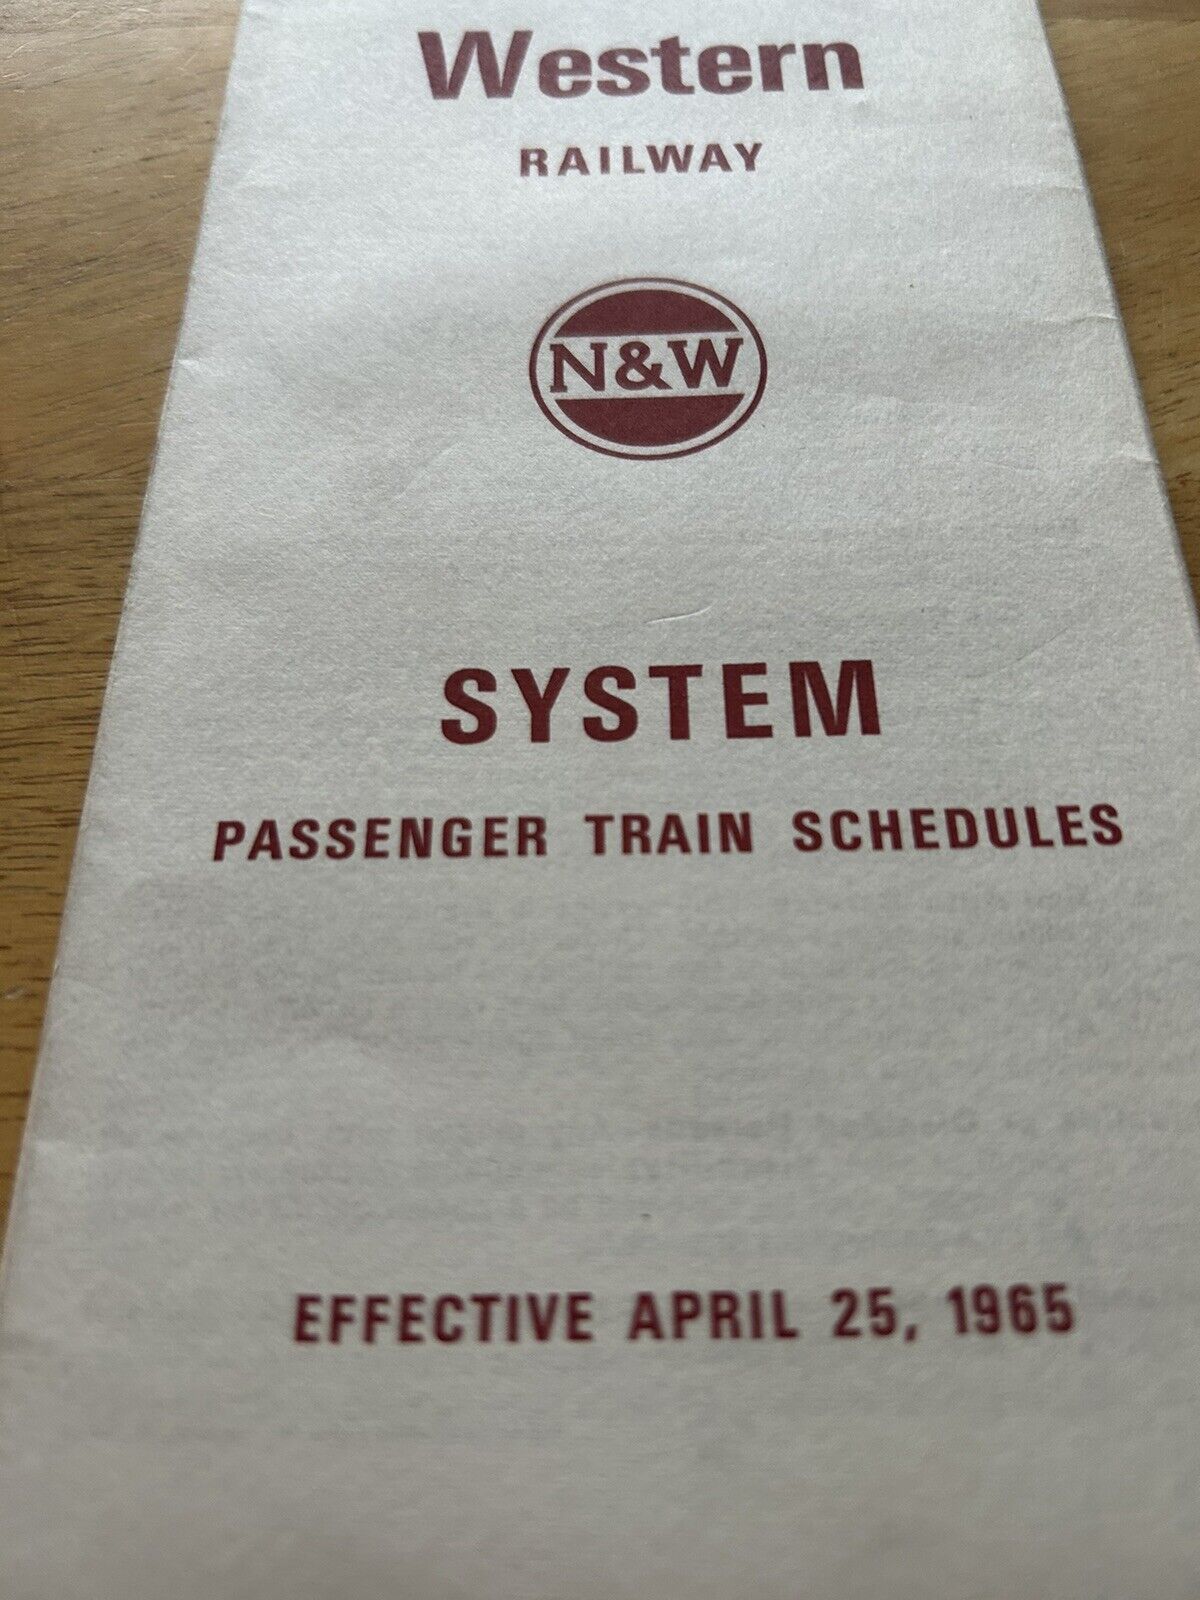 Western
RAILWAY
N&W
SYSTEM
PASSENGER TRAIN SCHEDULES
EFFECTIVE APRIL 25, 1965